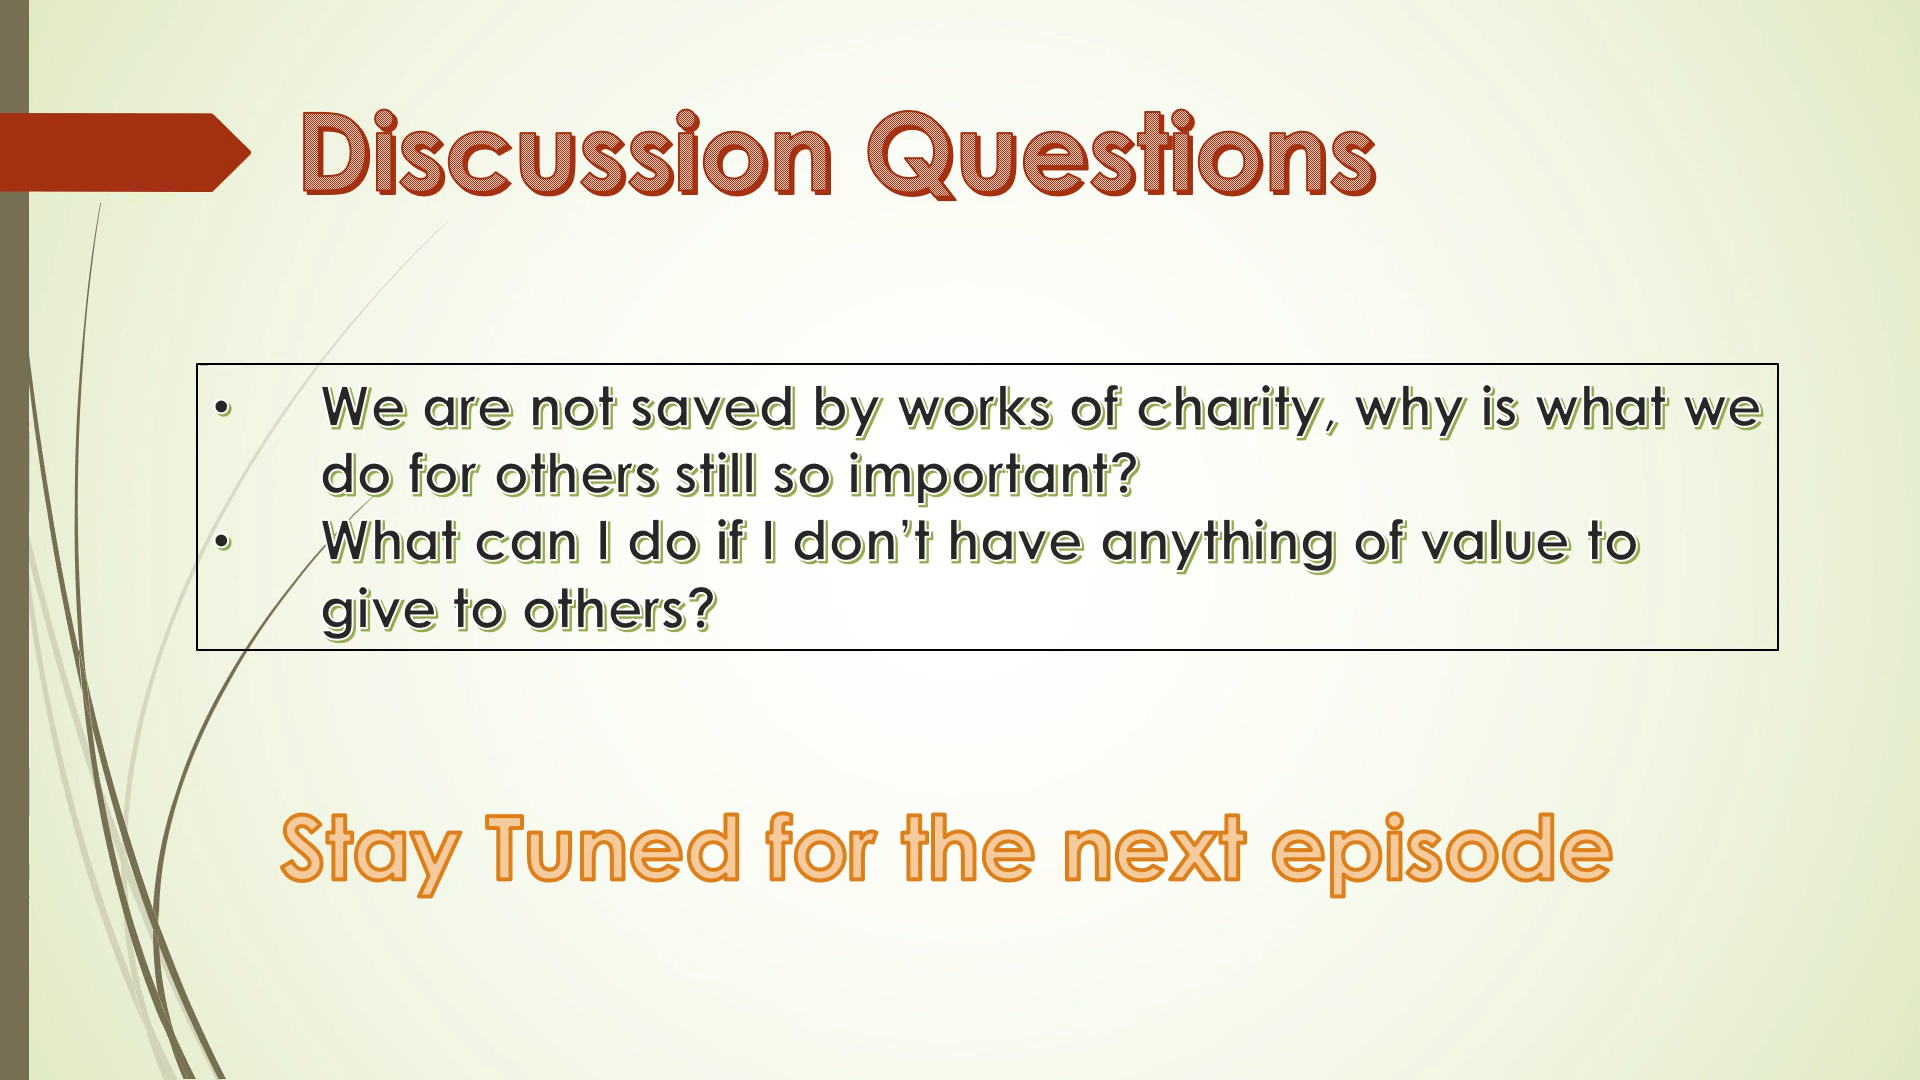 Discussion Questions
• We are not saved by works of charity, why is what we
do for others still so important?
• What can I do if I don’t have anything of value to
give to others?
Stay Tuned for the next episode